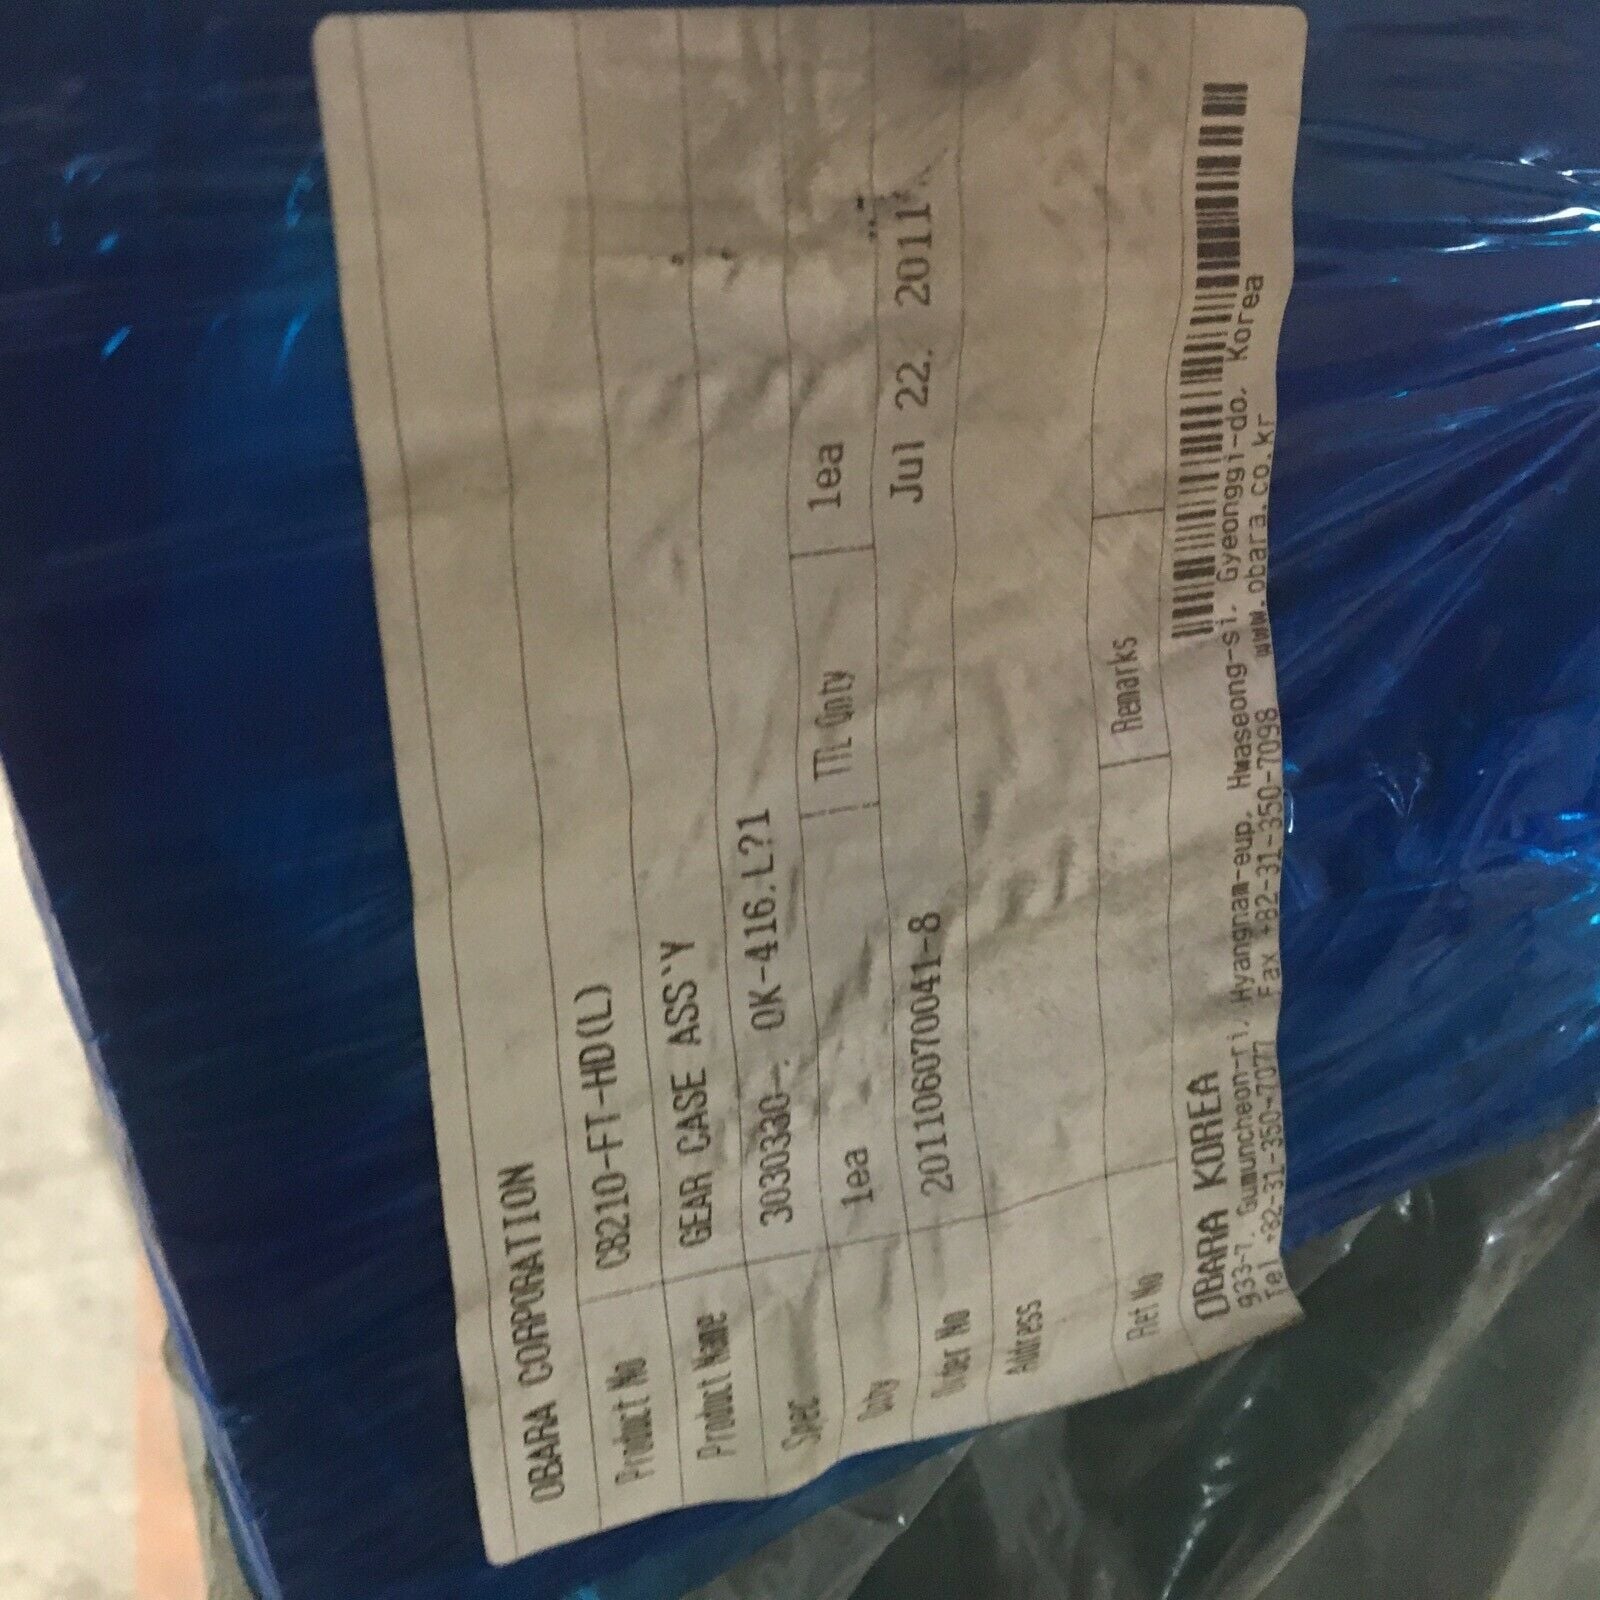 OBARA CORPORATION
Product No CB210-FT-HD(L)
Product Name GEAR CASE ASS'Y
Spec 3030330-. OK-416.L?1
Qnty 1ea TTL Qnty 1ea
Order No 201106070041-8 Jul 22. 2011
Address
Ref No Remarks
OBARA KOREA
933-7, Gumuncheon-ri, Hyangnam-eup, Hwaseong-si, Gyeonggi-do, Korea
Tel +82-31-350-7077 Fax +82-31-350-7098 www.obara.co.kr